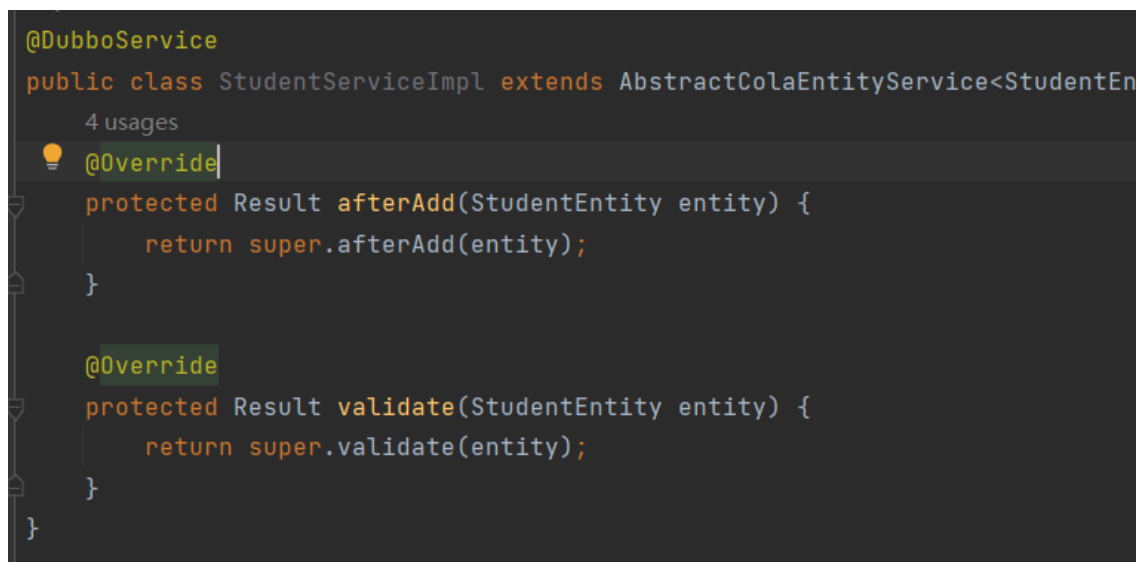 @DubboService
public class StudentServiceImpl extends AbstractColaEntityService<StudentEn
4 usages
@Override
protected Result afterAdd(StudentEntity entity) {
return super.afterAdd(entity);
}
@Override
protected Result validate(StudentEntity entity) {
return super.validate(entity);
}
}